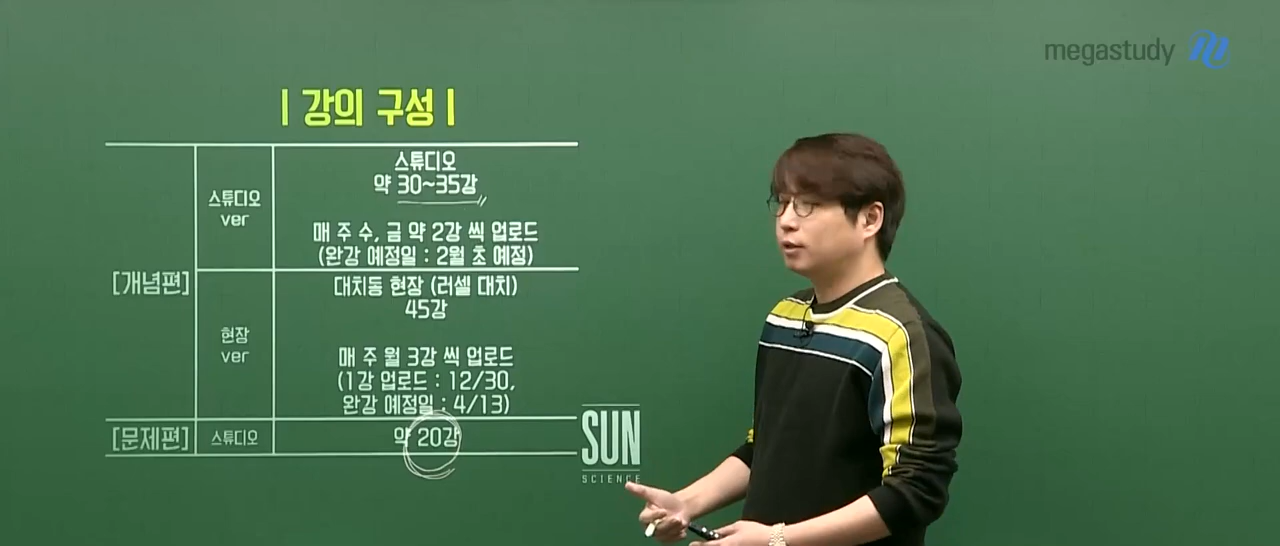 megastudy
| 강의 구성 |
스튜디오
약 30~35강
스튜디오
ver
매 주 수, 금 약 2강 씩 업로드
(완강 예정일 : 2월 초 예정)
[개념편]
대치동 현장 (러셀 대치)
45강
현장
ver
매 주 월 3강 씩 업로드
(1강 업로드 : 12/30,
완강 예정일 : 4/13)
[문제편]
스튜디오
약 20강
SUN
SCIENCE